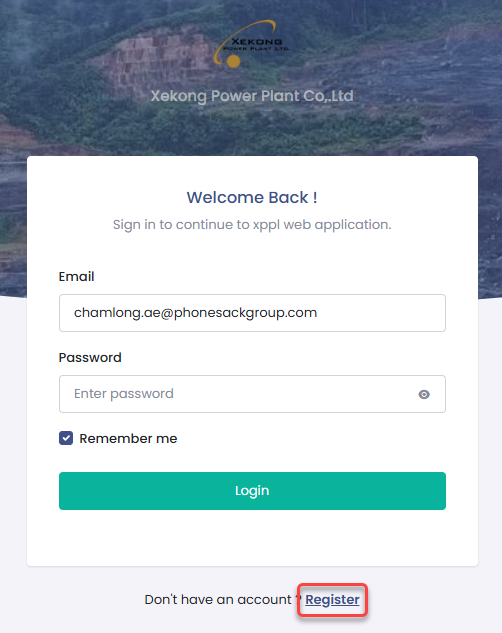 XEKONG
POWER PLANT LTD.
Xekong Power Plant Co,.Ltd
Welcome Back !
Sign in to continue to xppl web application.
Email
chamlong.ae@phonesackgroup.com
Password
Enter password
Remember me
Login
Don't have an account ? Register